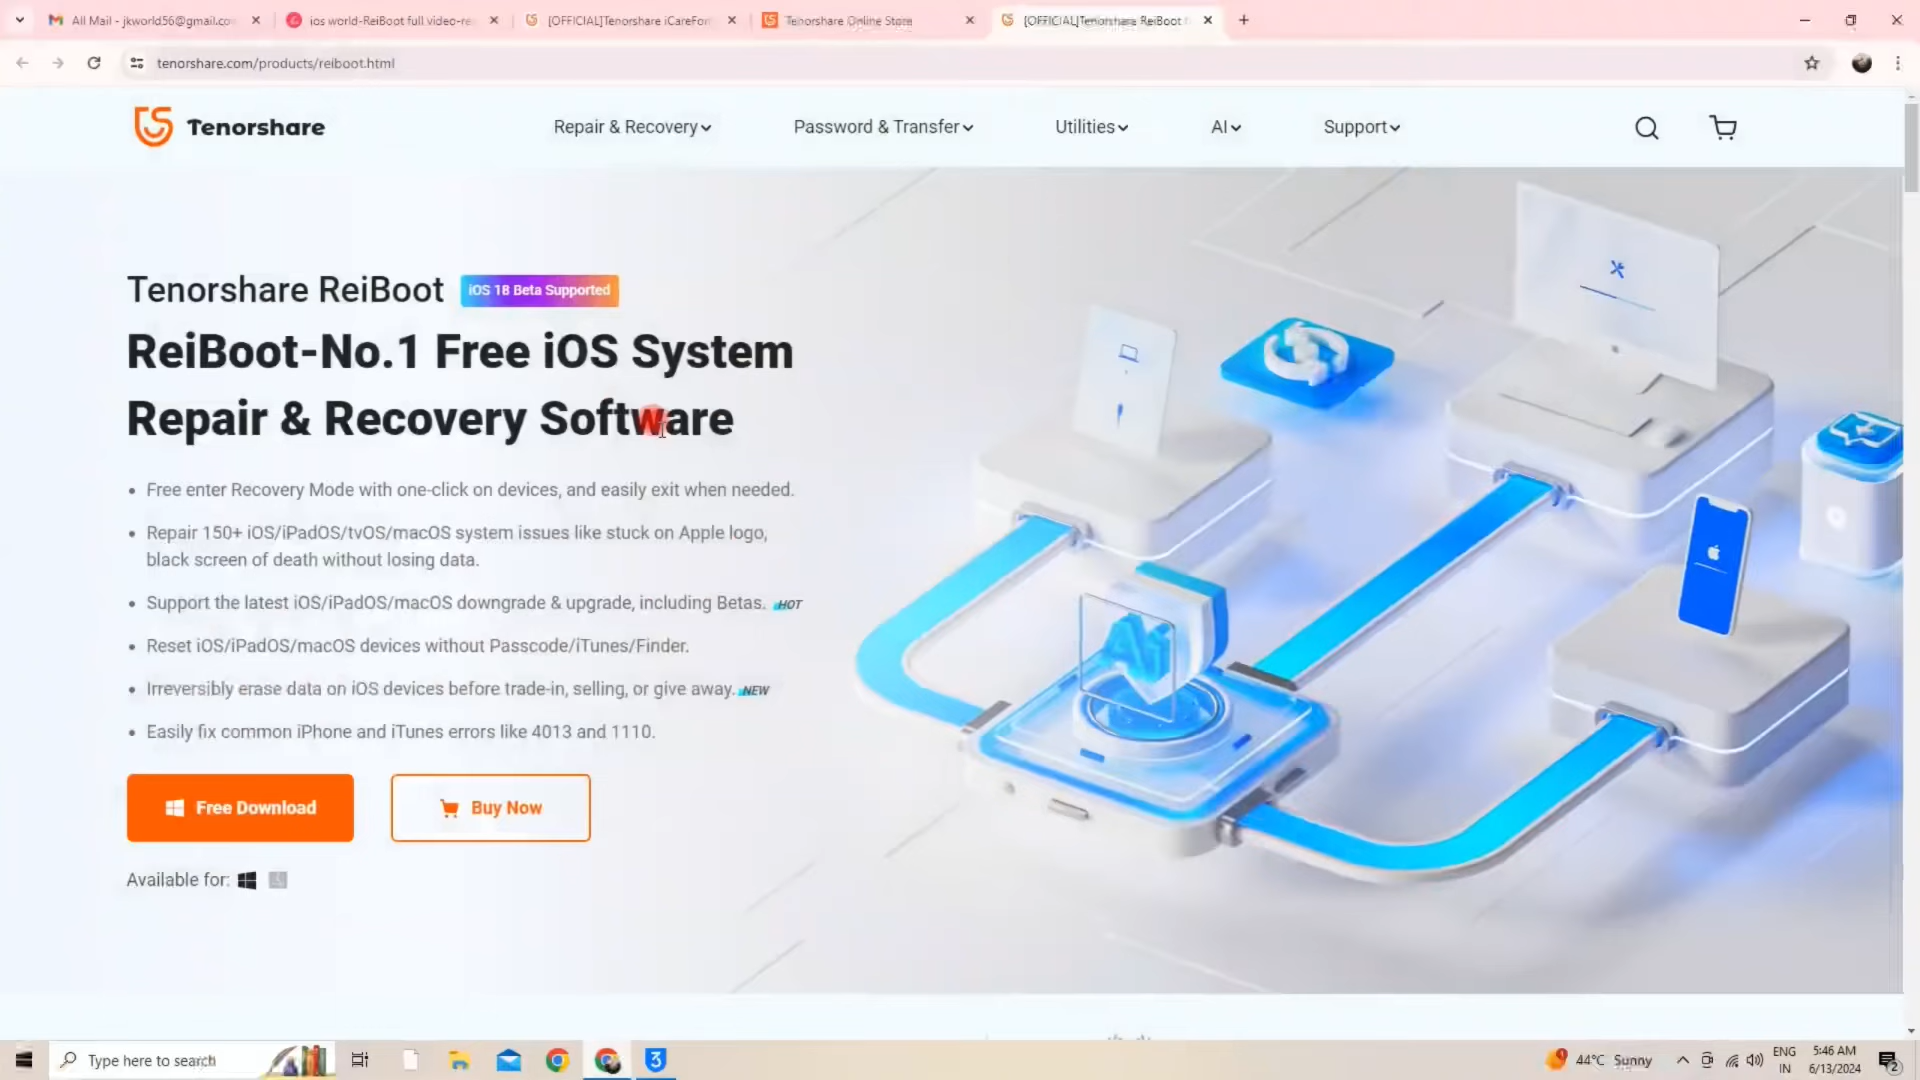 All Mail - jkworld56@gmail.co
ios world-ReiBoot full video-re
[OFFICIAL]Tenorshare iCareFon
Tenorshare Online Store
[OFFICIAL]Tenorshare ReiBoot f
tenorshare.com/products/reiboot.html
Tenorshare
Repair & Recovery
Password & Transfer
Utilities
AI
Support
Tenorshare ReiBoot
iOS 18 Beta Supported
ReiBoot-No.1 Free iOS System
Repair & Recovery Software
• Free enter Recovery Mode with one-click on devices, and easily exit when needed.
• Repair 150+ iOS/iPadOS/tvOS/macOS system issues like stuck on Apple logo,
black screen of death without losing data.
• Support the latest iOS/iPadOS/macOS downgrade & upgrade, including Betas. HOT
• Reset iOS/iPadOS/macOS devices without Passcode/iTunes/Finder.
• Irreversibly erase data on iOS devices before trade-in, selling, or give away. NEW
• Easily fix common iPhone and iTunes errors like 4013 and 1110.
Free Download
Buy Now
Available for:
Ai
Type here to search
3
44°C Sunny
ENG
IN
5:46 AM
6/13/2024
2